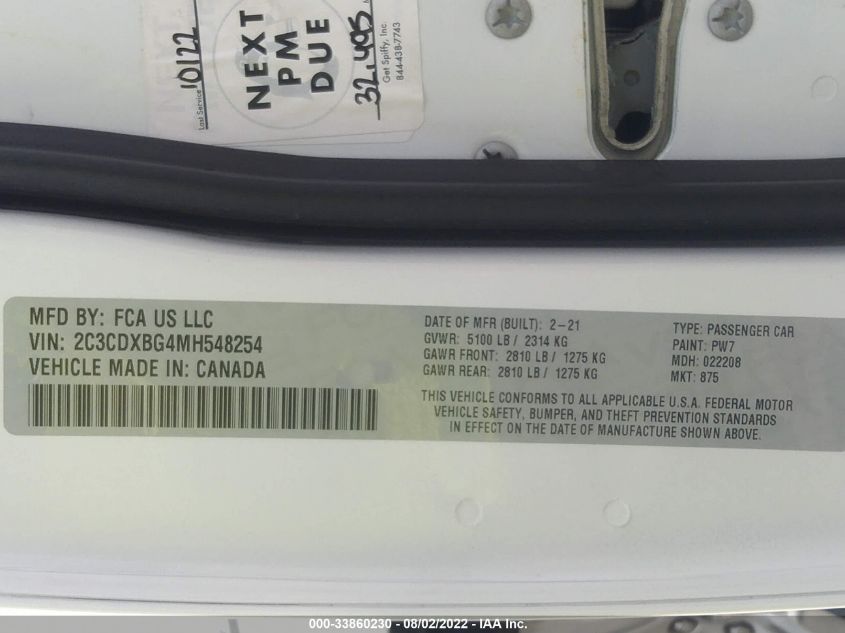 Last Service 10/22
NEXT
PM
DUE
32,495
Get Spiffy, Inc.
844-438-7743
MFD BY: FCA US LLC
VIN: 2C3CDXBG4MH548254
VEHICLE MADE IN: CANADA
DATE OF MFR (BUILT): 2-21
GVWR: 5100 LB / 2314 KG
GAWR FRONT: 2810 LB / 1275 KG
GAWR REAR: 2810 LB / 1275 KG
TYPE: PASSENGER CAR
PAINT: PW7
MDH: 022208
MKT: 875
THIS VEHICLE CONFORMS TO ALL APPLICABLE U.S.A. FEDERAL MOTOR
VEHICLE SAFETY, BUMPER, AND THEFT PREVENTION STANDARDS
IN EFFECT ON THE DATE OF MANUFACTURE SHOWN ABOVE.
000-33860230 - 08/02/2022 - IAA Inc.